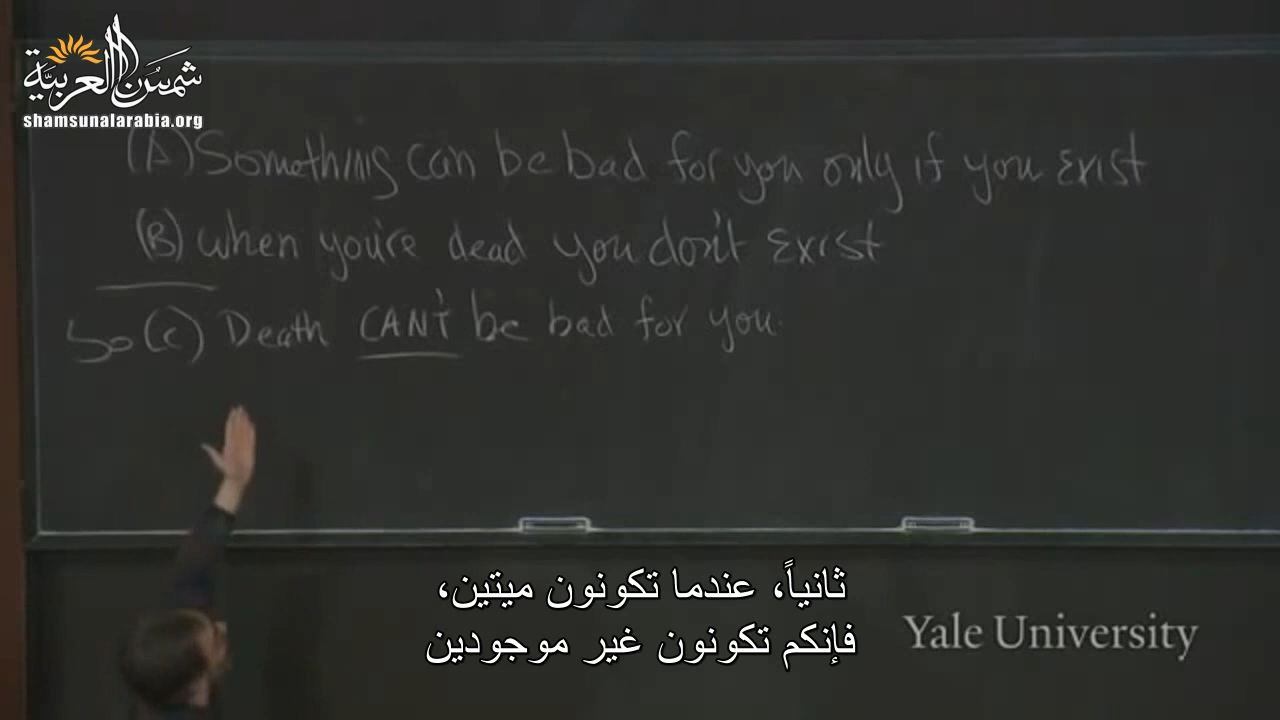 شمس العربية
shamsunalarabia.org
(A) Something can be bad for you only if you exist
(B) when you're dead you don't exist
So (C) Death CAN'T be bad for you.
ثانياً، عندما تكونون ميتين،
فإنكم تكونون غير موجودين
Yale University